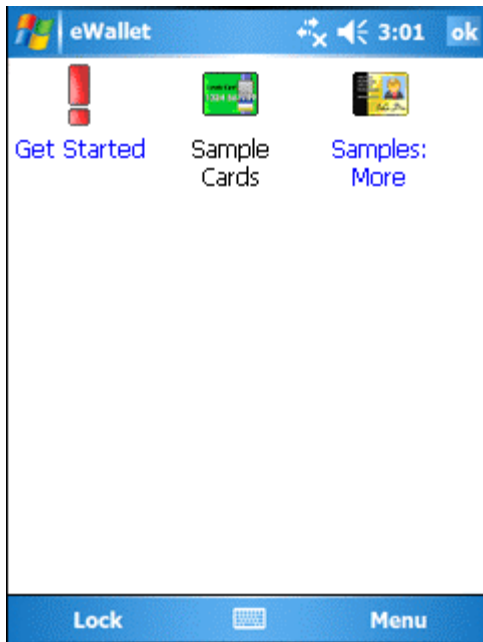 eWallet 3:01 ok
Get Started
Sample
Cards
Samples:
More
Lock Menu